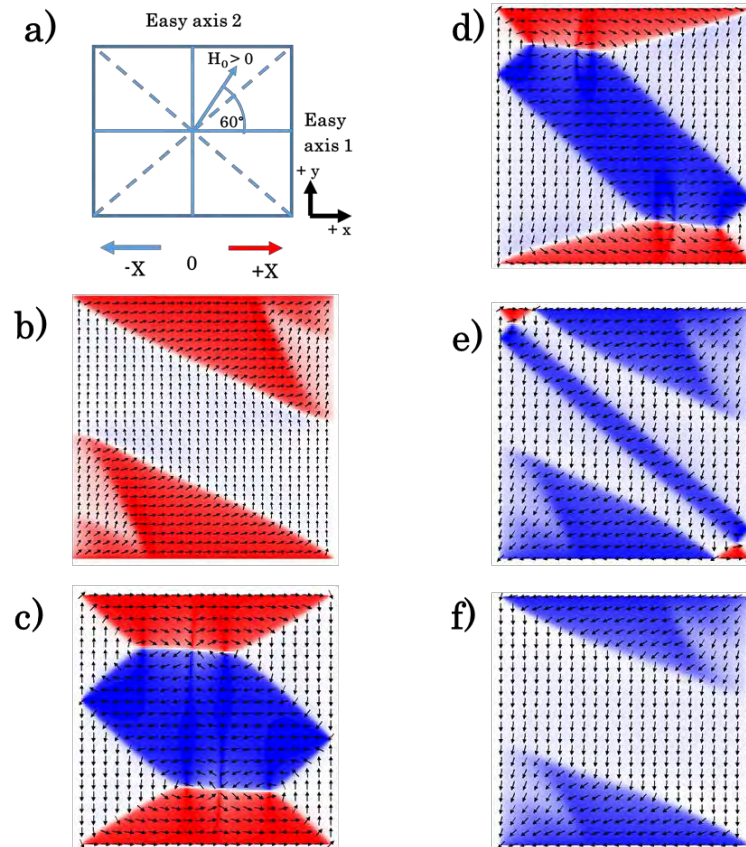 a)
Easy axis 2
H₀ > 0
60°
Easy
axis 1
+ y
+ x
-X 0 +X
b)
c)
d)
e)
f)